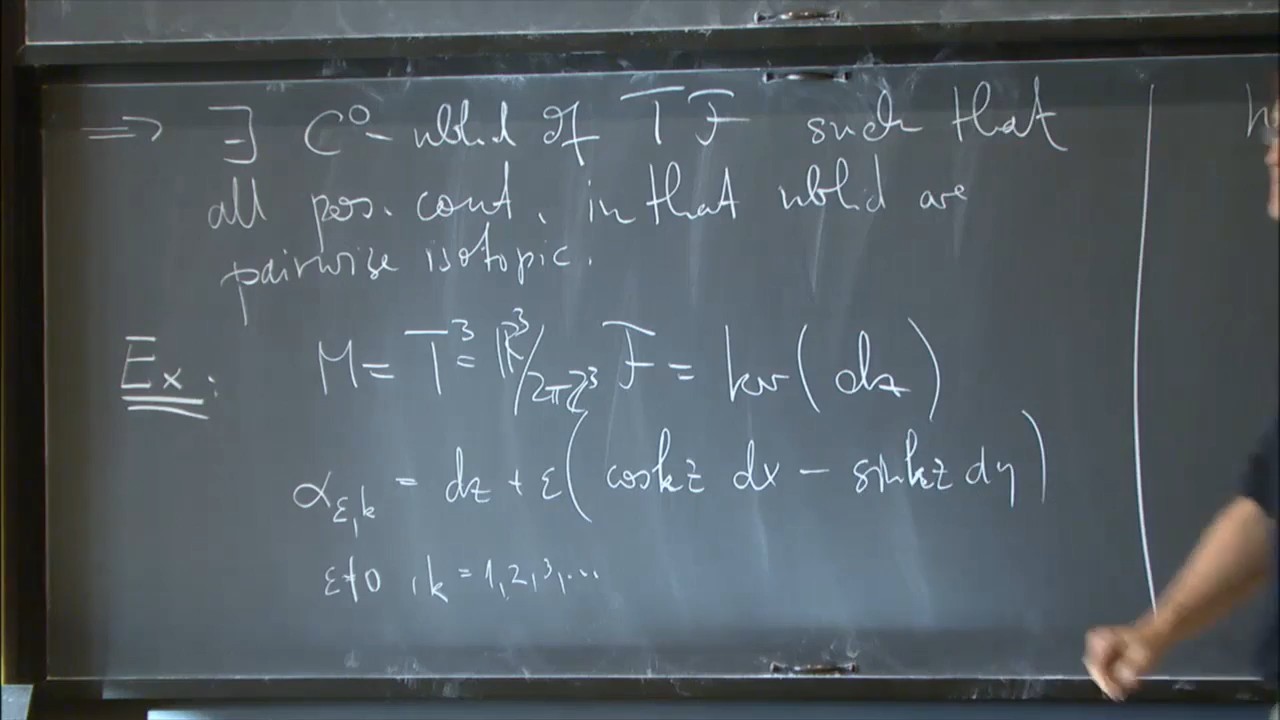 ⟹ ∃ C⁰-nbhd of TF such that
all pos. cont. in that nbhd are
pairwise isotopic.
Ex: M = T³ = ℝ³/2πℤ³ F = ker(dz)
α_{ε,k} = dz + ε(cos kz dx − sin kz dy)
ε≠0, k = 1, 2, 3, ...